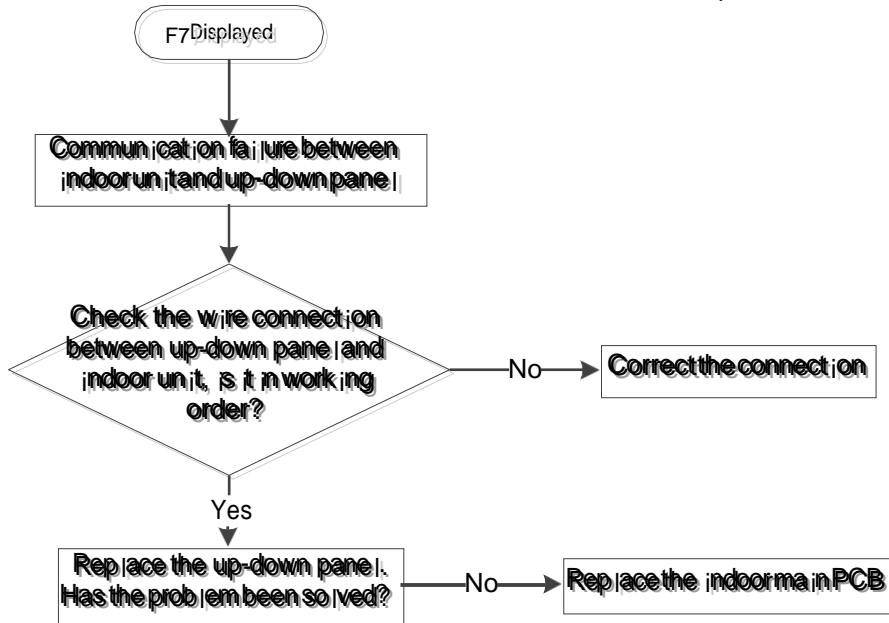 F7 Displayed
Communication failure between
indoor unit and up-down panel
Check the wire connection
between up-down panel and
indoor unit, is it in working
order?
No
Correct the connection
Yes
Replace the up-down panel.
Has the problem been solved?
No
Replace the indoor main PCB